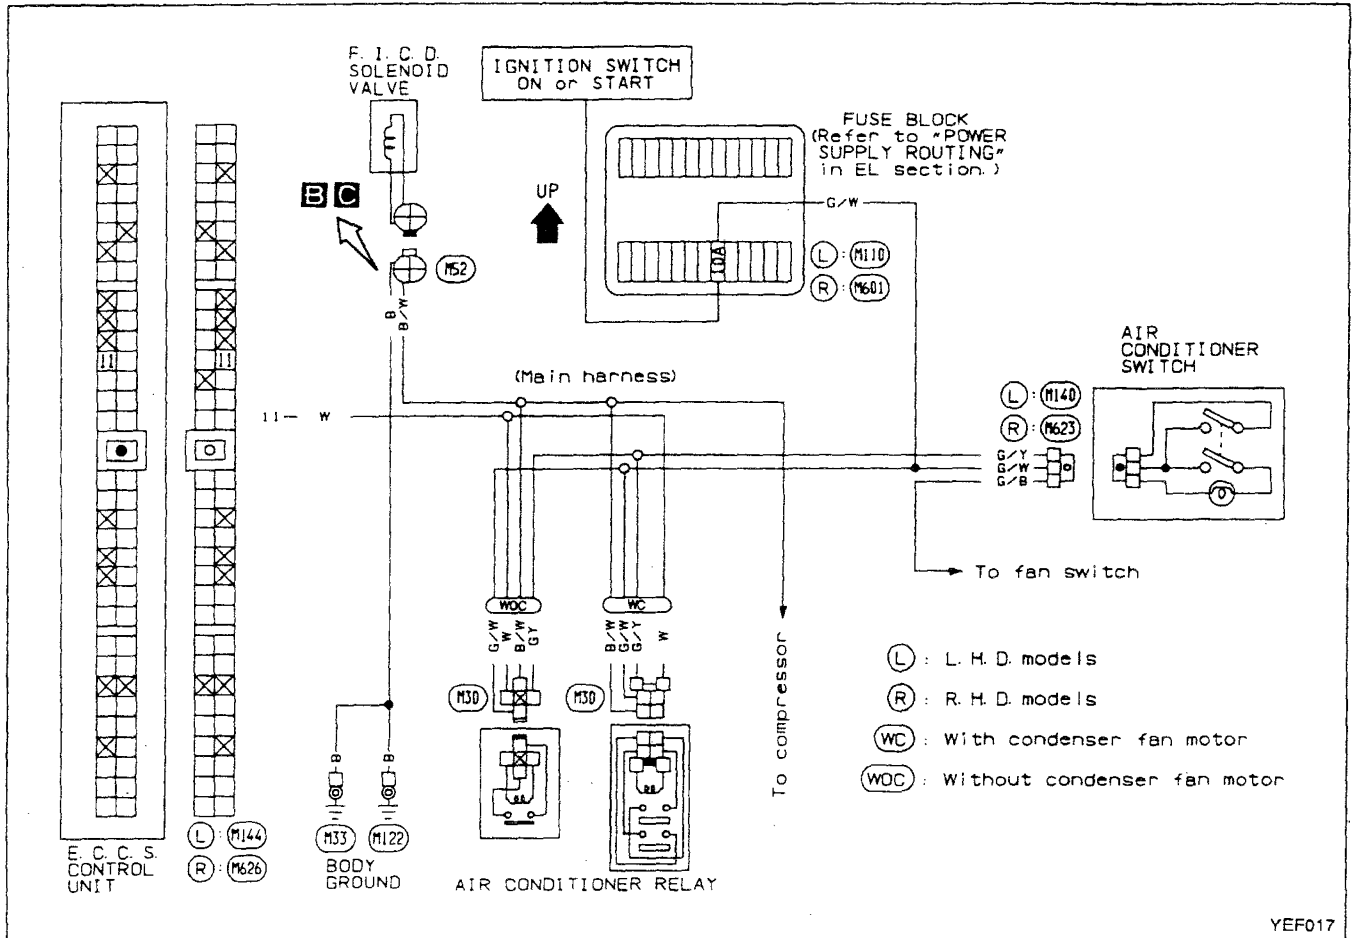 F. I. C. D.
SOLENOID
VALVE
IGNITION SWITCH
ON or START
FUSE BLOCK
(Refer to "POWER
SUPPLY ROUTING"
in EL section.)
B C
UP
G/W
10A
L : M110
R : M601
M52
B
B/W
AIR
CONDITIONER
SWITCH
11
11
(Main harness)
L : M140
R : M623
11 — W
G/Y
G/W
G/B
To fan switch
WOC
WC
G/W
W
B/W
GY
B/W
G/W
G/Y
W
To compressor
M30
M30
L : L. H. D. models
R : R. H. D. models
WC : With condenser fan motor
WOC : Without condenser fan motor
B
B
L : M144
R : M626
M33
M122
E. C. C. S.
CONTROL
UNIT
BODY
GROUND
AIR CONDITIONER RELAY
YEF017